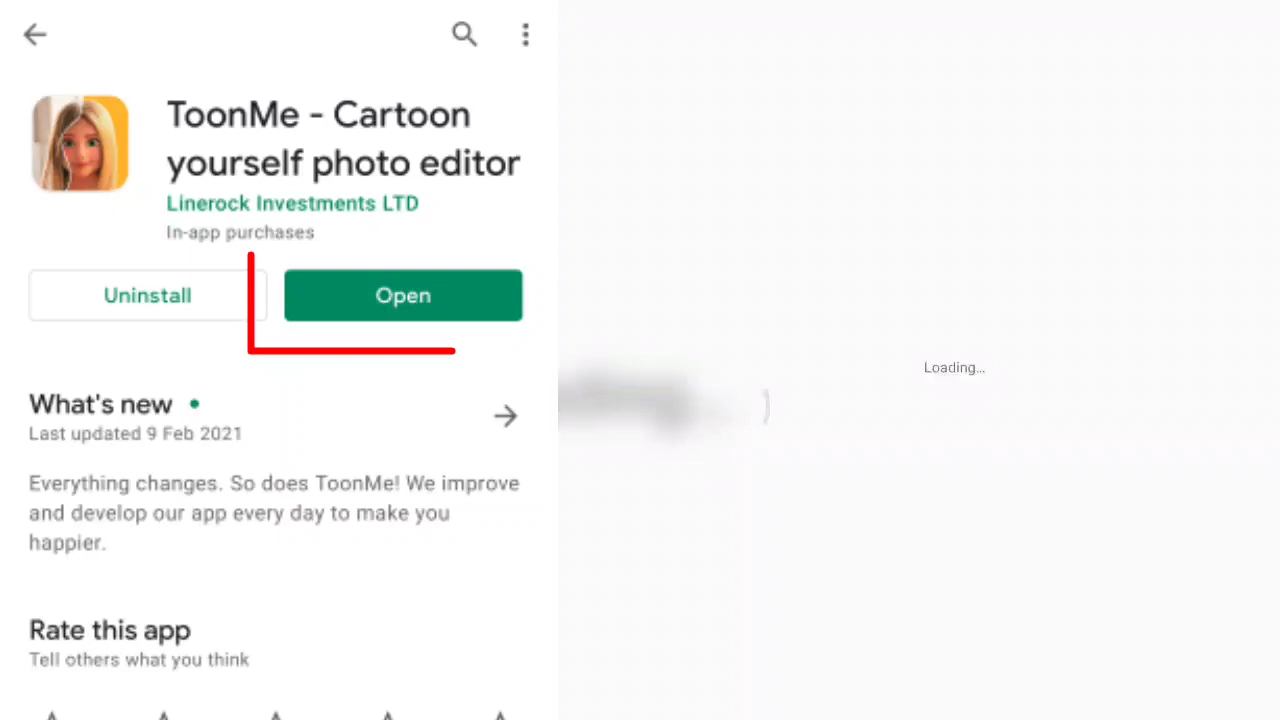 ToonMe - Cartoon
yourself photo editor
Linerock Investments LTD
In-app purchases
Uninstall
Open
What's new
Last updated 9 Feb 2021
Everything changes. So does ToonMe! We improve
and develop our app every day to make you
happier.
Rate this app
Tell others what you think
Loading...